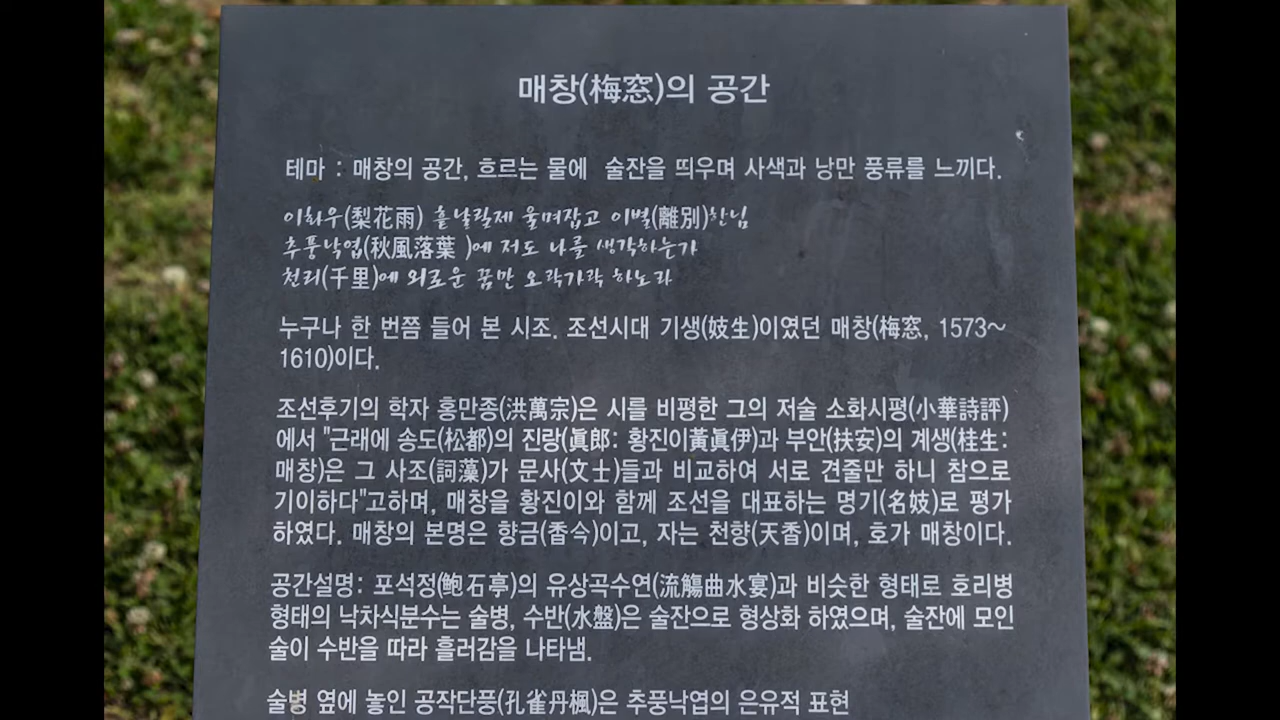 매창(梅窓)의 공간
테마 : 매창의 공간, 흐르는 물에 술잔을 띄우며 사색과 낭만 풍류를 느끼다.
이화우(梨花雨) 흩날릴제 울며잡고 이별(離別)한님
추풍낙엽(秋風落葉 )에 저도 나를 생각하는가
천리(千里)에 외로운 꿈만 오락가락 하노라
누구나 한 번쯤 들어 본 시조. 조선시대 기생(妓生)이였던 매창(梅窓, 1573~
1610)이다.
조선후기의 학자 홍만종(洪萬宗)은 시를 비평한 그의 저술 소화시평(小華詩評)
에서 "근래에 송도(松都)의 진랑(眞郞: 황진이黃眞伊)과 부안(扶安)의 계생(桂生:
매창)은 그 사조(詞藻)가 문사(文士)들과 비교하여 서로 견줄만 하니 참으로
기이하다"고하며, 매창을 황진이와 함께 조선을 대표하는 명기(名妓)로 평가
하였다. 매창의 본명은 향금(香今)이고, 자는 천향(天香)이며, 호가 매창이다.
공간설명: 포석정(鮑石亭)의 유상곡수연(流觴曲水宴)과 비슷한 형태로 호리병
형태의 낙차식분수는 술병, 수반(水盤)은 술잔으로 형상화 하였으며, 술잔에 모인
술이 수반을 따라 흘러감을 나타냄.
술병 옆에 놓인 공작단풍(孔雀丹楓)은 추풍낙엽의 은유적 표현